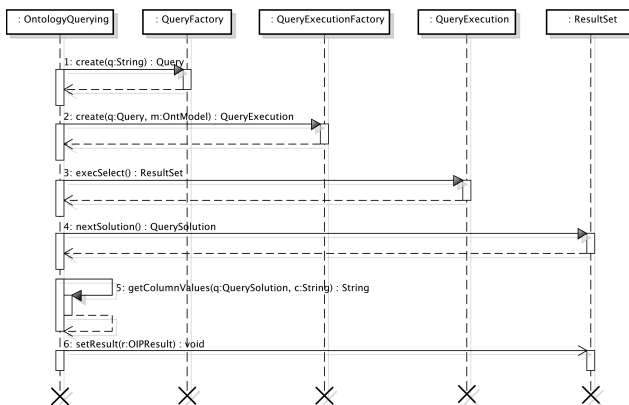 : OntologyQuerying
: QueryFactory
: QueryExecutionFactory
: QueryExecution
: ResultSet
1: create(q:String) : Query
2: create(q:Query, m:OntModel) : QueryExecution
3: execSelect() : ResultSet
4: nextSolution() : QuerySolution
5: getColumnValues(q:QuerySolution, c:String) : String
6: setResult(r:OIPResult) : void